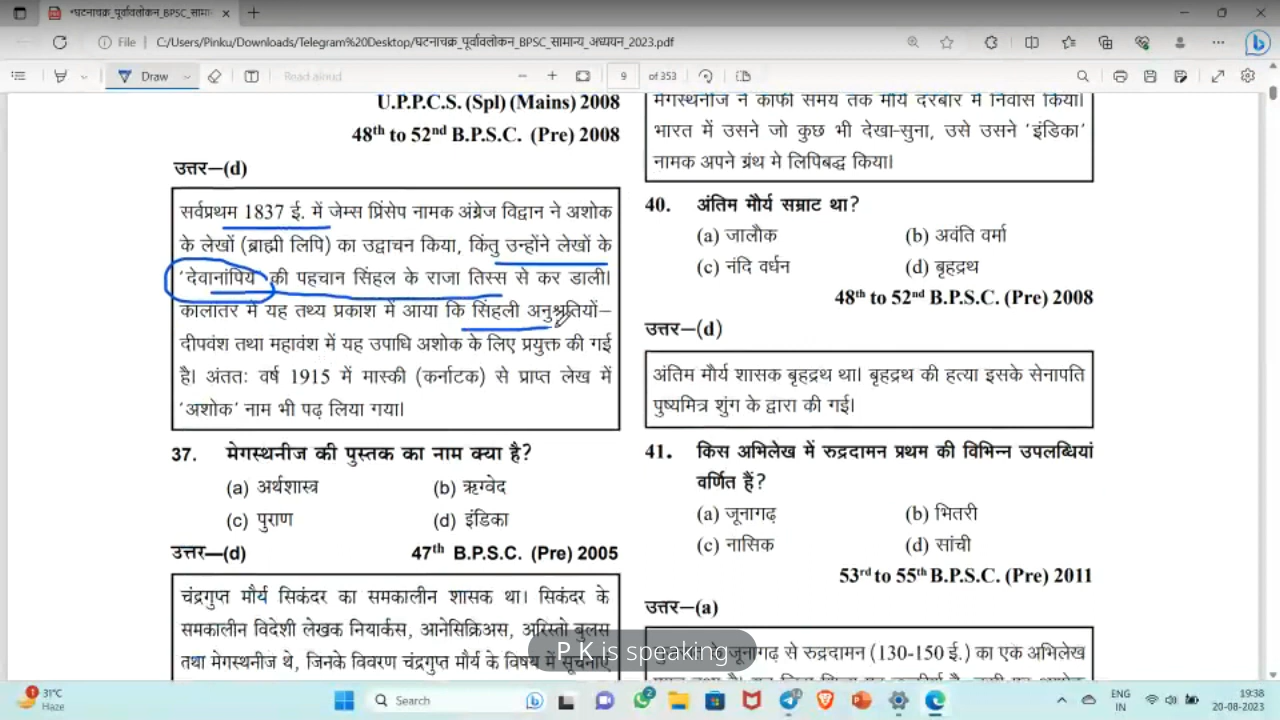 *घटनाचक्र_पूर्वावलोकन_BPSC_सामान
File
C:/Users/Pinku/Downloads/Telegram%20Desktop/घटनाचक्र_पूर्वावलोकन_BPSC_सामान्य_अध्ययन_2023.pdf
Draw
Read aloud
9
of 353
U.P.P.C.S. (Spl) (Mains) 2008
48th to 52nd B.P.S.C. (Pre) 2008
उत्तर–(d)
सर्वप्रथम 1837 ई. में जेम्स प्रिंसेप नामक अंग्रेज विद्वान ने अशोक
के लेखों (ब्राह्मी लिपि) का उद्वाचन किया, किंतु उन्होंने लेखों के
'देवानांपिय' की पहचान सिंहल के राजा तिस्स से कर डाली।
कालांतर में यह तथ्य प्रकाश में आया कि सिंहली अनुश्रुतियों–
दीपवंश तथा महावंश में यह उपाधि अशोक के लिए प्रयुक्त की गई
है। अंततः वर्ष 1915 में मास्की (कर्नाटक) से प्राप्त लेख में
'अशोक' नाम भी पढ़ लिया गया।
37. मेगस्थनीज की पुस्तक का नाम क्या है?
(a) अर्थशास्त्र (b) ऋग्वेद
(c) पुराण (d) इंडिका
उत्तर–(d) 47th B.P.S.C. (Pre) 2005
चंद्रगुप्त मौर्य सिकंदर का समकालीन शासक था। सिकंदर के
समकालीन विदेशी लेखक नियार्कस, आनेसिक्रिअस, अरिस्तो बुलस
तथा मेगस्थनीज थे, जिनके विवरण चंद्रगुप्त मौर्य के विषय में सूचनाएं
मेगस्थनीज ने काफी समय तक मौर्य दरबार में निवास किया।
भारत में उसने जो कुछ भी देखा-सुना, उसे उसने 'इंडिका'
नामक अपने ग्रंथ मे लिपिबद्ध किया।
40. अंतिम मौर्य सम्राट था?
(a) जालौक (b) अवंति वर्मा
(c) नंदि वर्धन (d) बृहद्रथ
48th to 52nd B.P.S.C. (Pre) 2008
उत्तर–(d)
अंतिम मौर्य शासक बृहद्रथ था। बृहद्रथ की हत्या इसके सेनापति
पुष्यमित्र शुंग के द्वारा की गई।
41. किस अभिलेख में रुद्रदामन प्रथम की विभिन्न उपलब्धियां
वर्णित हैं?
(a) जूनागढ़ (b) भितरी
(c) नासिक (d) सांची
53rd to 55th B.P.S.C. (Pre) 2011
उत्तर–(a)
के जूनागढ़ से रुद्रदामन (130-150 ई.) का एक अभिलेख
P K is speaking
31°C
Haze
Search
ENG
IN
19:38
20-08-2023